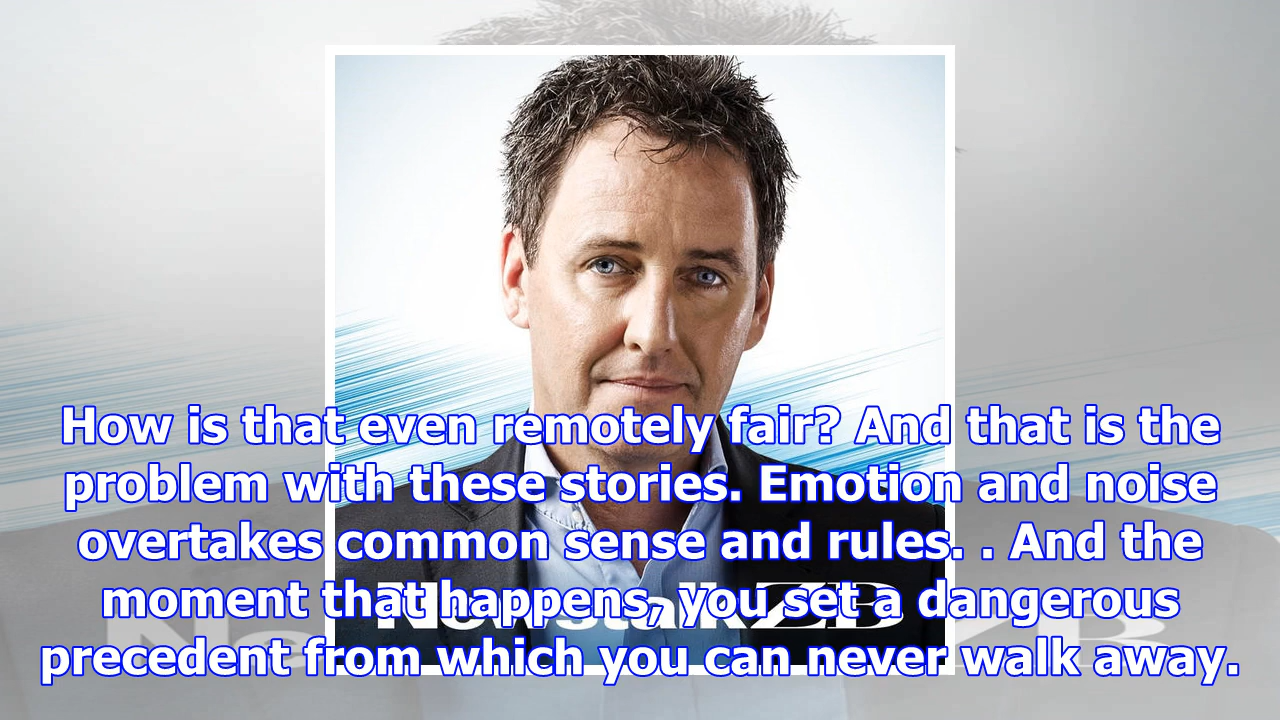 How is that even remotely fair? And that is the
problem with these stories. Emotion and noise
overtakes common sense and rules. . And the
moment that happens, you set a dangerous
precedent from which you can never walk away.
Newstalk ZB